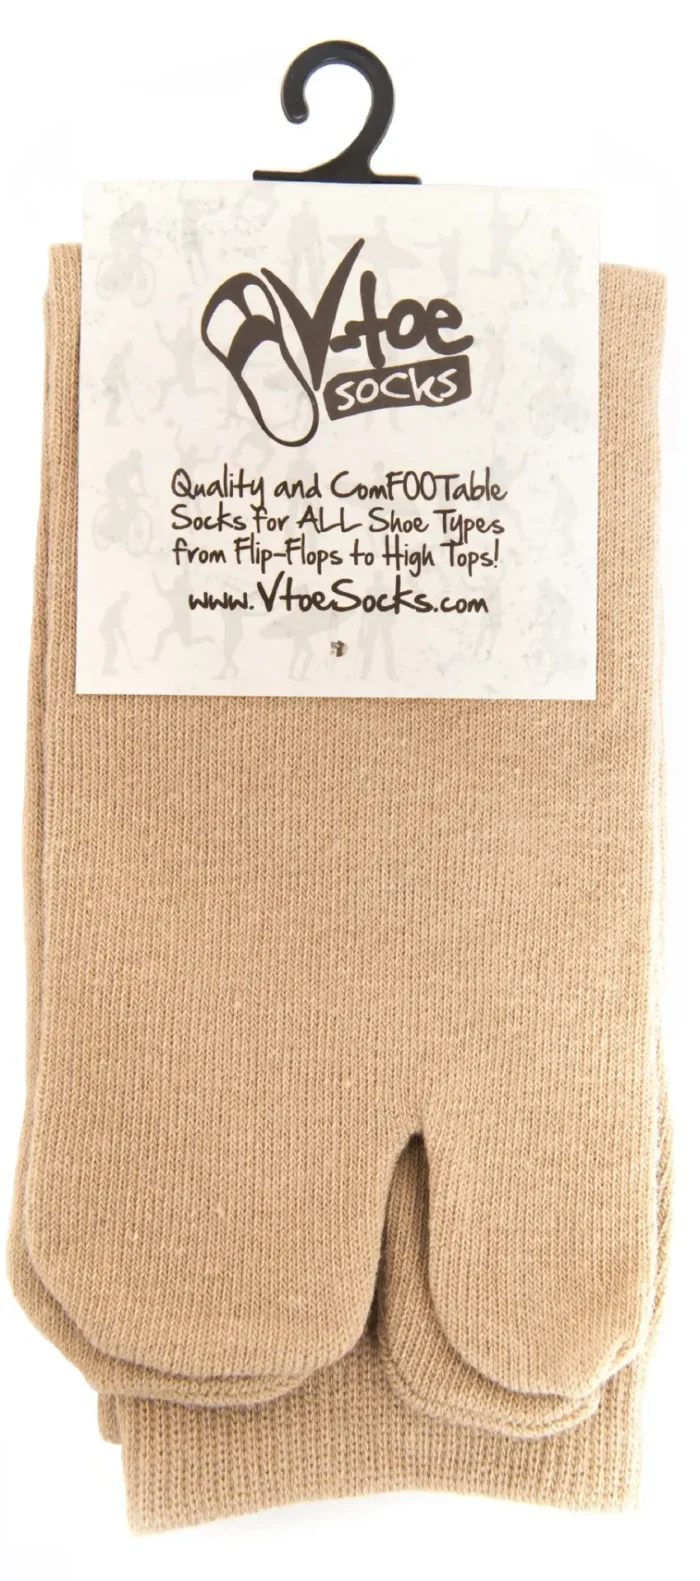 V-toe
socks
Quality and ComFOOTable
Socks for ALL Shoe Types
from Flip-Flops to High Tops!
www.VtoeSocks.com